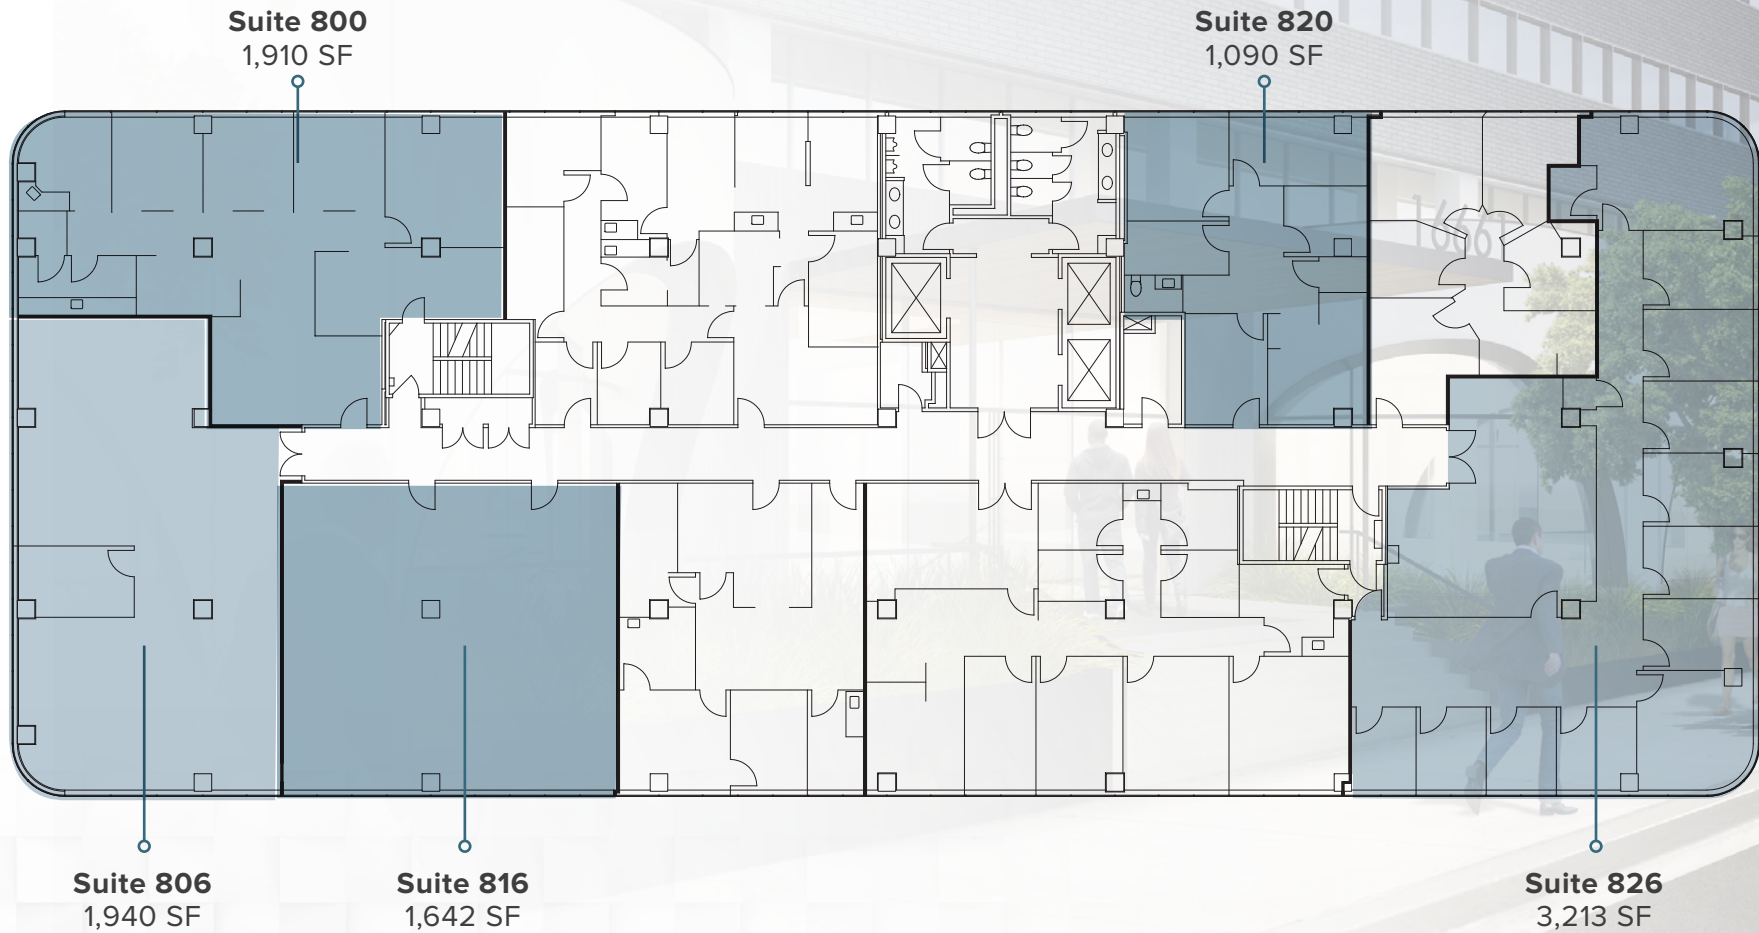 Suite 800
1,910 SF
Suite 820
1,090 SF
16661
Suite 806
1,940 SF
Suite 816
1,642 SF
Suite 826
3,213 SF